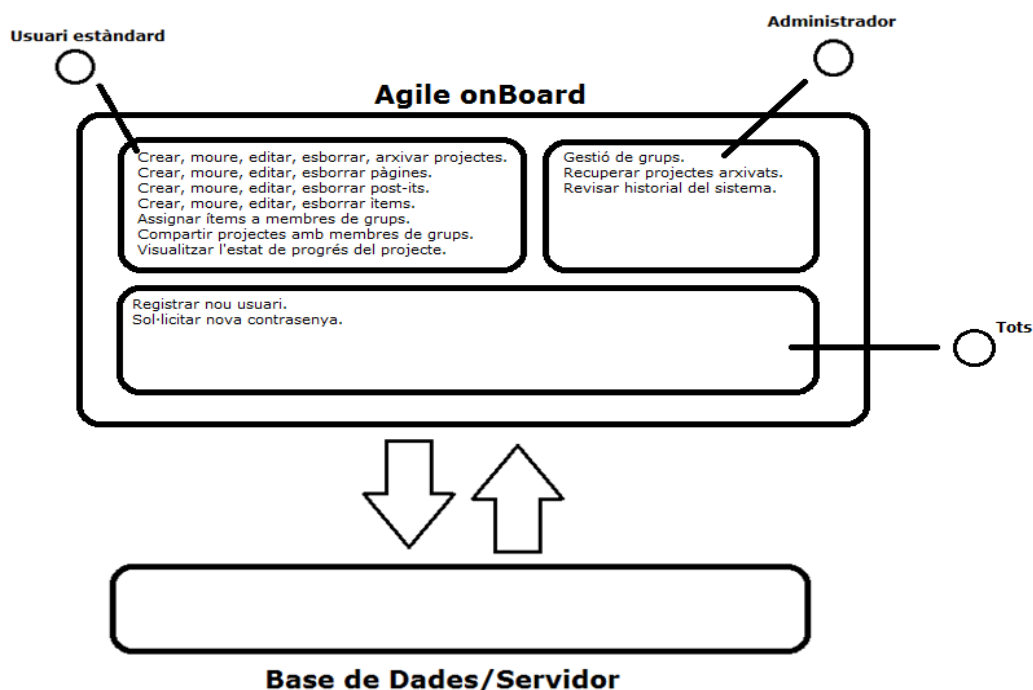 Usuari estàndard
Administrador
Agile onBoard
Crear, moure, editar, esborrar, arxivar projectes.
Crear, moure, editar, esborrar pàgines.
Crear, moure, editar, esborrar post-its.
Crear, moure, editar, esborrar ìtems.
Assignar ítems a membres de grups.
Compartir projectes amb membres de grups.
Visualitzar l'estat de progrés del projecte.
Gestió de grups.
Recuperar projectes arxivats.
Revisar historial del sistema.
Registrar nou usuari.
Sol·licitar nova contrasenya.
Tots
Base de Dades/Servidor